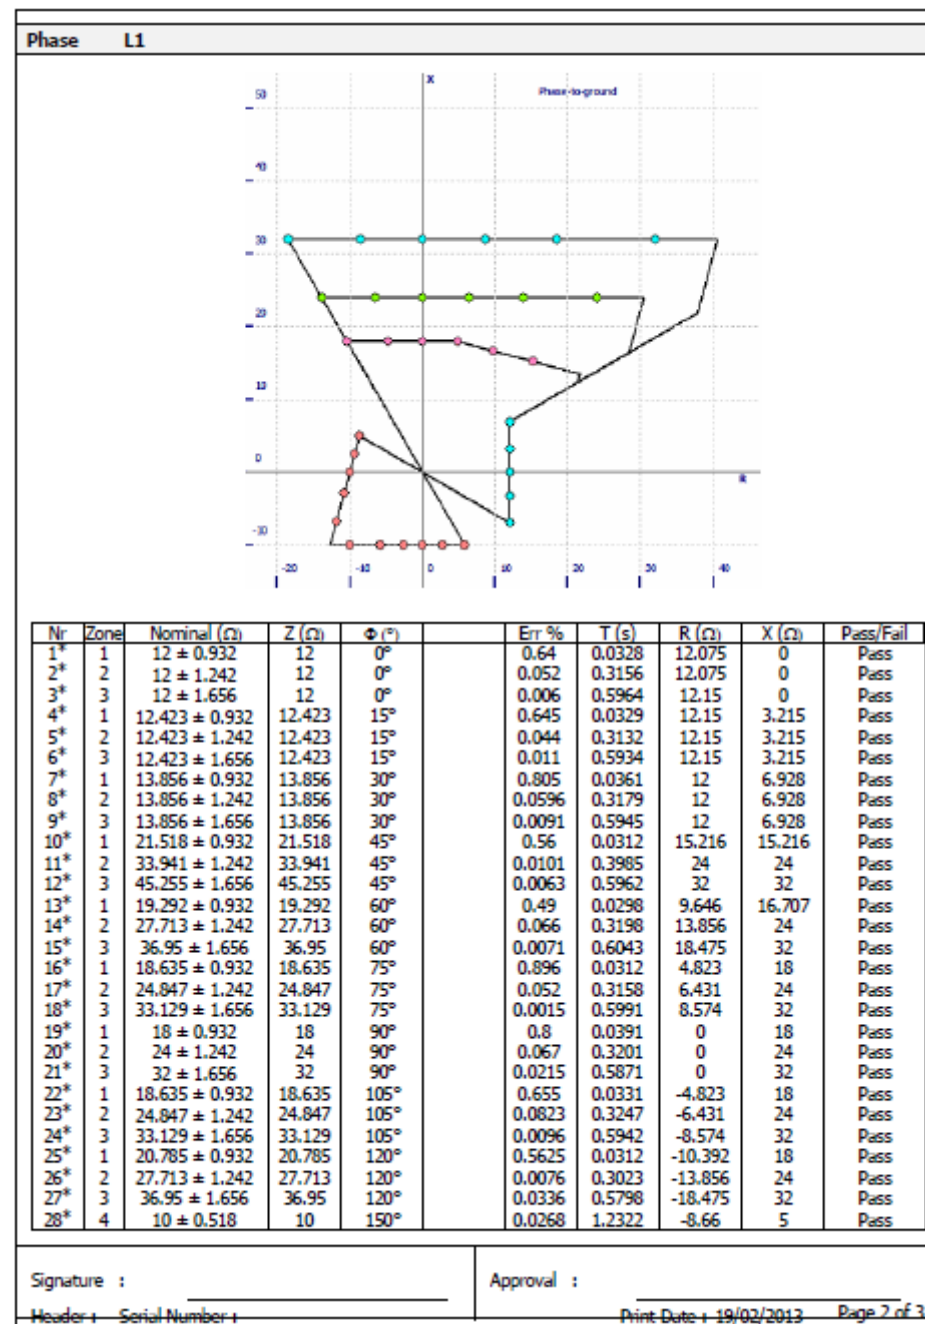 Phase L1
X
Phase-to-ground
50
40
30
20
10
0
R
-10
-20 -10 0 10 20 30 40
Nr Zone Nominal (Ω) Z (Ω) Φ (°) Err % T (s) R (Ω) X (Ω) Pass/Fail
1* 1 12 ± 0.932 12 0° 0.64 0.0328 12.075 0 Pass
2* 2 12 ± 1.242 12 0° 0.052 0.3156 12.075 0 Pass
3* 3 12 ± 1.656 12 0° 0.006 0.5964 12.15 0 Pass
4* 1 12.423 ± 0.932 12.423 15° 0.645 0.0329 12.15 3.215 Pass
5* 2 12.423 ± 1.242 12.423 15° 0.044 0.3132 12.15 3.215 Pass
6* 3 12.423 ± 1.656 12.423 15° 0.011 0.5934 12.15 3.215 Pass
7* 1 13.856 ± 0.932 13.856 30° 0.805 0.0361 12 6.928 Pass
8* 2 13.856 ± 1.242 13.856 30° 0.0596 0.3179 12 6.928 Pass
9* 3 13.856 ± 1.656 13.856 30° 0.0091 0.5945 12 6.928 Pass
10* 1 21.518 ± 0.932 21.518 45° 0.56 0.0312 15.216 15.216 Pass
11* 2 33.941 ± 1.242 33.941 45° 0.0101 0.3985 24 24 Pass
12* 3 45.255 ± 1.656 45.255 45° 0.0063 0.5962 32 32 Pass
13* 1 19.292 ± 0.932 19.292 60° 0.49 0.0298 9.646 16.707 Pass
14* 2 27.713 ± 1.242 27.713 60° 0.066 0.3198 13.856 24 Pass
15* 3 36.95 ± 1.656 36.95 60° 0.0071 0.6043 18.475 32 Pass
16* 1 18.635 ± 0.932 18.635 75° 0.896 0.0312 4.823 18 Pass
17* 2 24.847 ± 1.242 24.847 75° 0.052 0.3158 6.431 24 Pass
18* 3 33.129 ± 1.656 33.129 75° 0.0015 0.5991 8.574 32 Pass
19* 1 18 ± 0.932 18 90° 0.8 0.0391 0 18 Pass
20* 2 24 ± 1.242 24 90° 0.067 0.3201 0 24 Pass
21* 3 32 ± 1.656 32 90° 0.0215 0.5871 0 32 Pass
22* 1 18.635 ± 0.932 18.635 105° 0.655 0.0331 -4.823 18 Pass
23* 2 24.847 ± 1.242 24.847 105° 0.0823 0.3247 -6.431 24 Pass
24* 3 33.129 ± 1.656 33.129 105° 0.0096 0.5942 -8.574 32 Pass
25* 1 20.785 ± 0.932 20.785 120° 0.5625 0.0312 -10.392 18 Pass
26* 2 27.713 ± 1.242 27.713 120° 0.0076 0.3023 -13.856 24 Pass
27* 3 36.95 ± 1.656 36.95 120° 0.0336 0.5798 -18.475 32 Pass
28* 4 10 ± 0.518 10 150° 0.0268 1.2322 -8.66 5 Pass
Signature : Approval :
Header : Serial Number : Print Date : 19/02/2013 Page 2 of 3